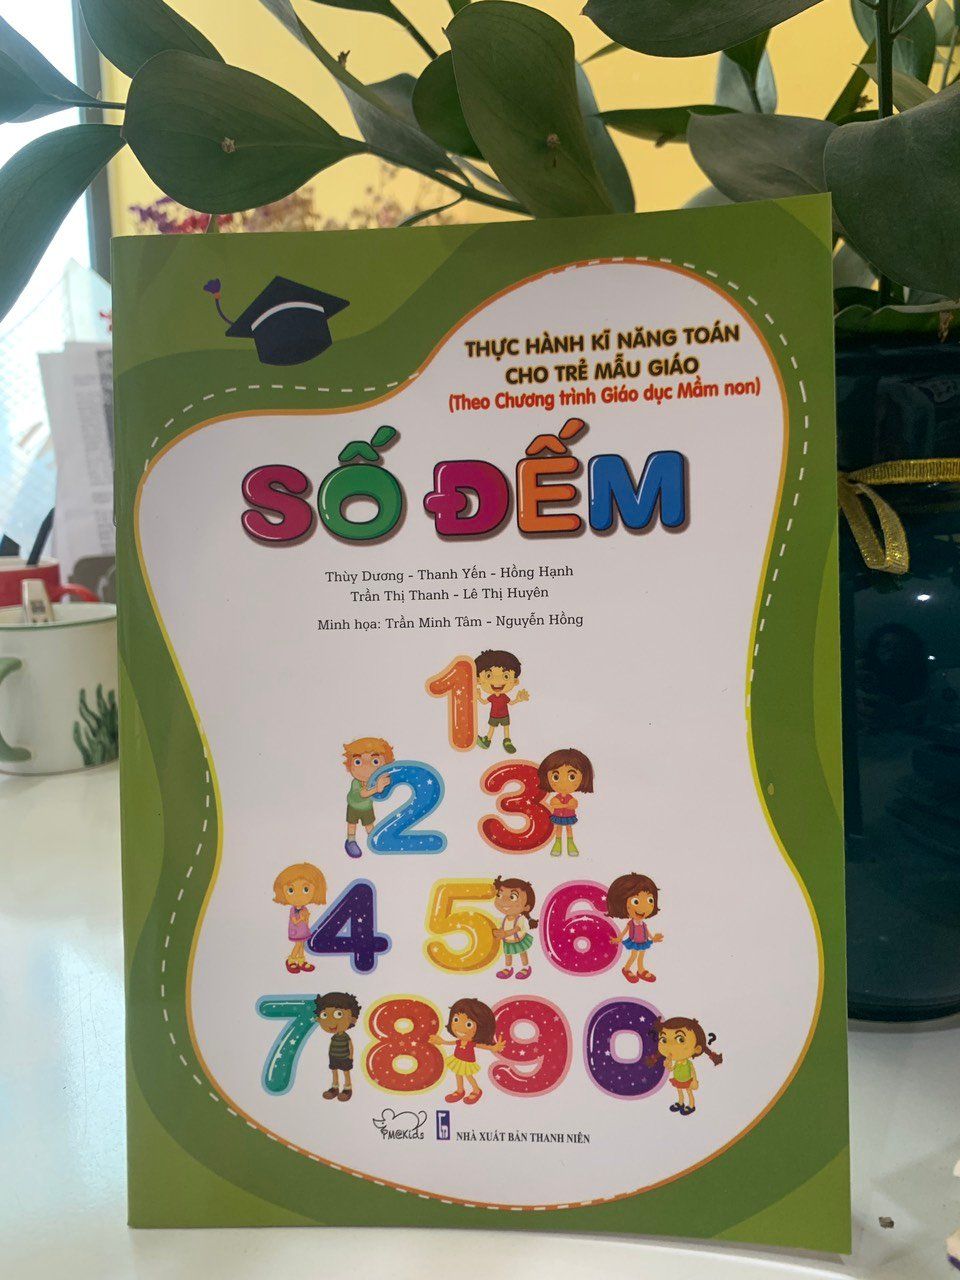 THỰC HÀNH KĨ NĂNG TOÁN
CHO TRẺ MẪU GIÁO
(Theo Chương trình Giáo dục Mầm non)
SỐ ĐẾM
Thùy Dương - Thanh Yến - Hồng Hạnh
Trần Thị Thanh - Lê Thị Huyên
Minh họa: Trần Minh Tâm - Nguyễn Hồng
1
2 3
4 5 6
7 8 9 0
PM@Kids NHÀ XUẤT BẢN THANH NIÊN